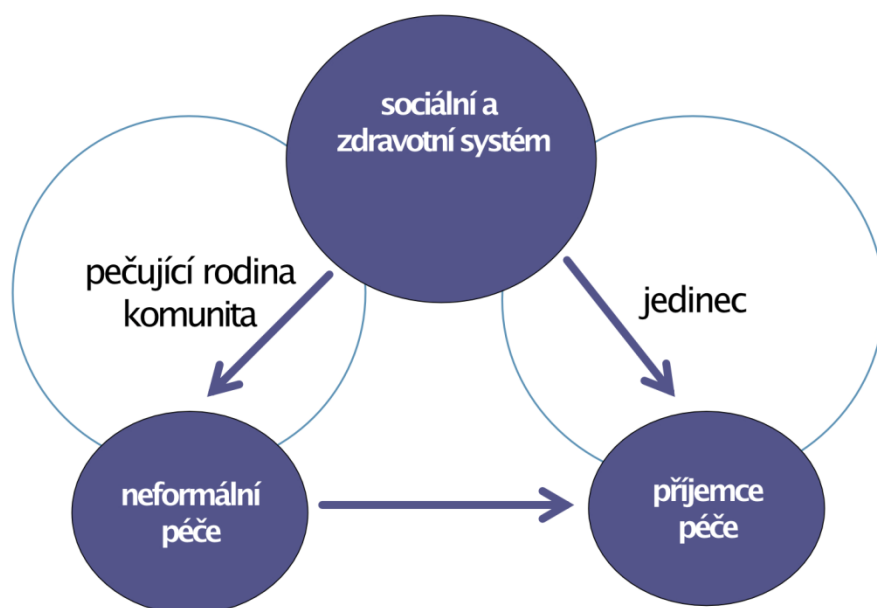 sociální a
zdravotní systém
pečující rodina
komunita
jedinec
neformální
péče
příjemce
péče